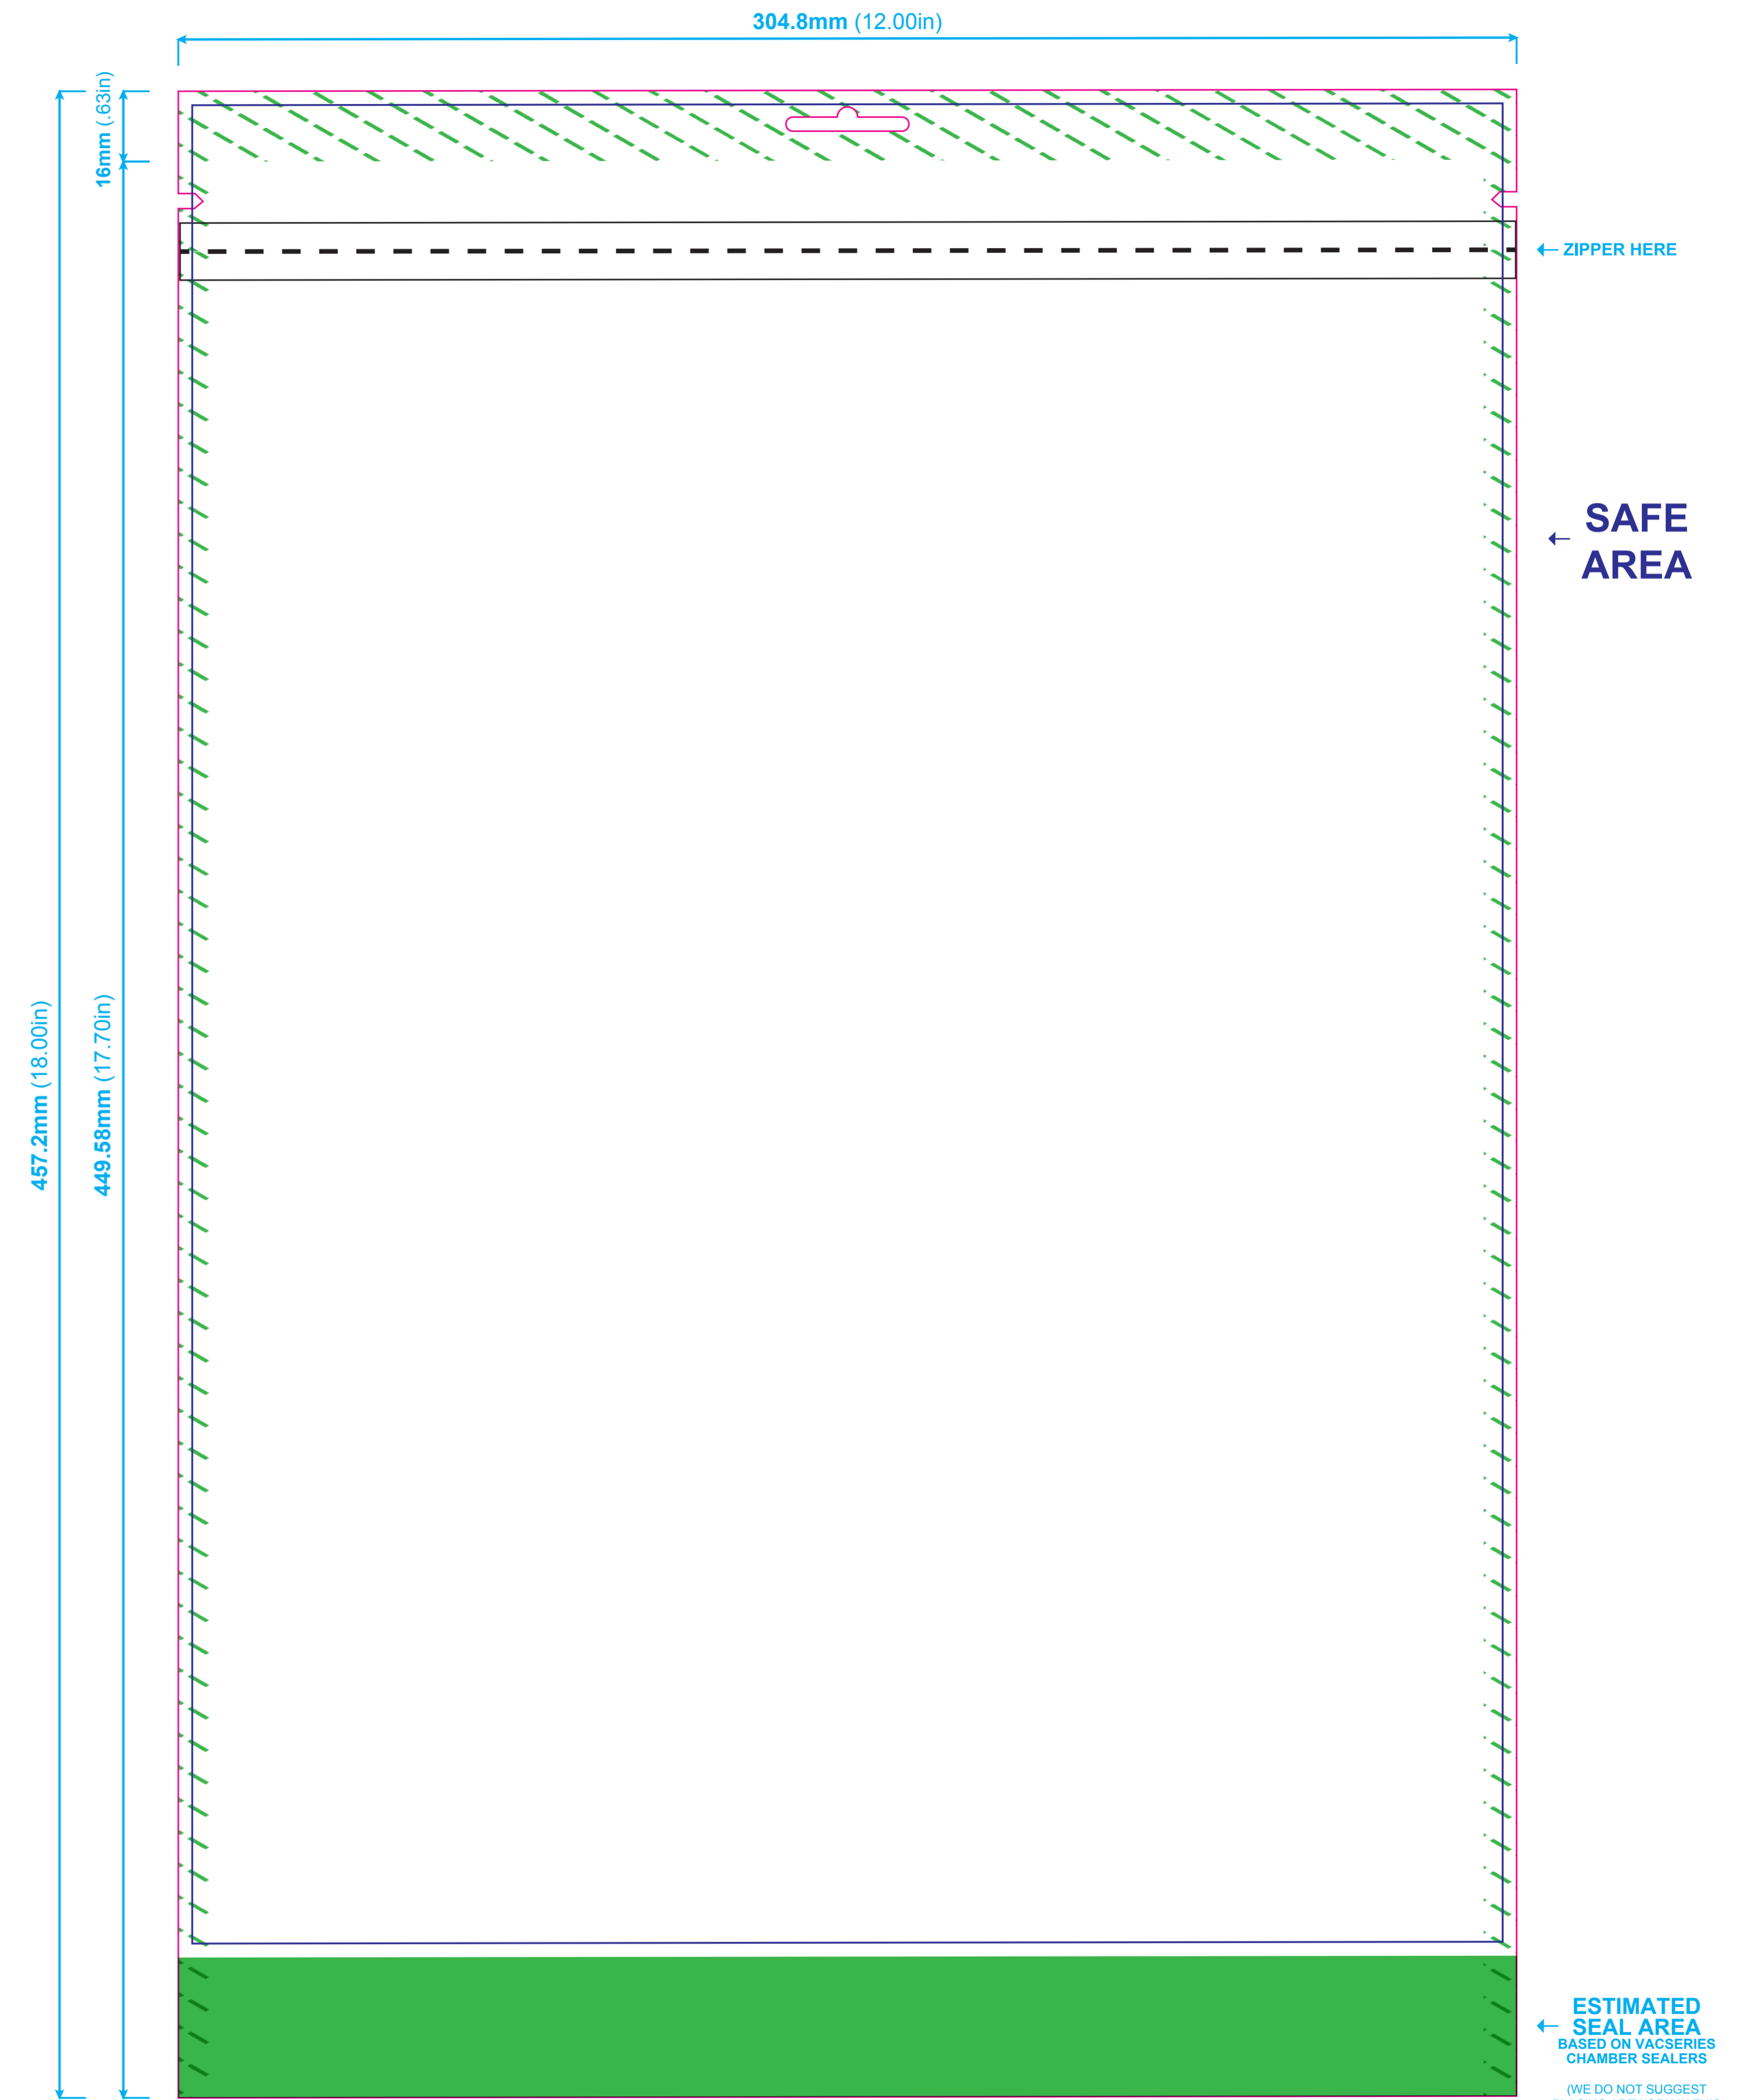 304.8mm (12.00in)
16mm (.63in)
ZIPPER HERE
SAFE
AREA
457.2mm (18.00in)
449.58mm (17.70in)
ESTIMATED
SEAL AREA
BASED ON VACSERIES
CHAMBER SEALERS
(WE DO NOT SUGGEST